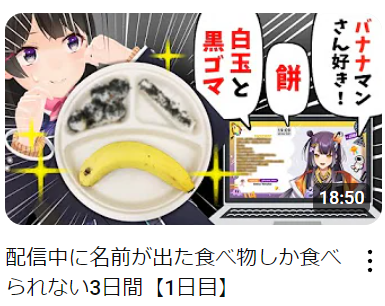 バナナマン
さん好き！
餅
白玉と
黒ゴマ
18:50
配信中に名前が出た食べ物しか食べ
られない3日間【1日目】